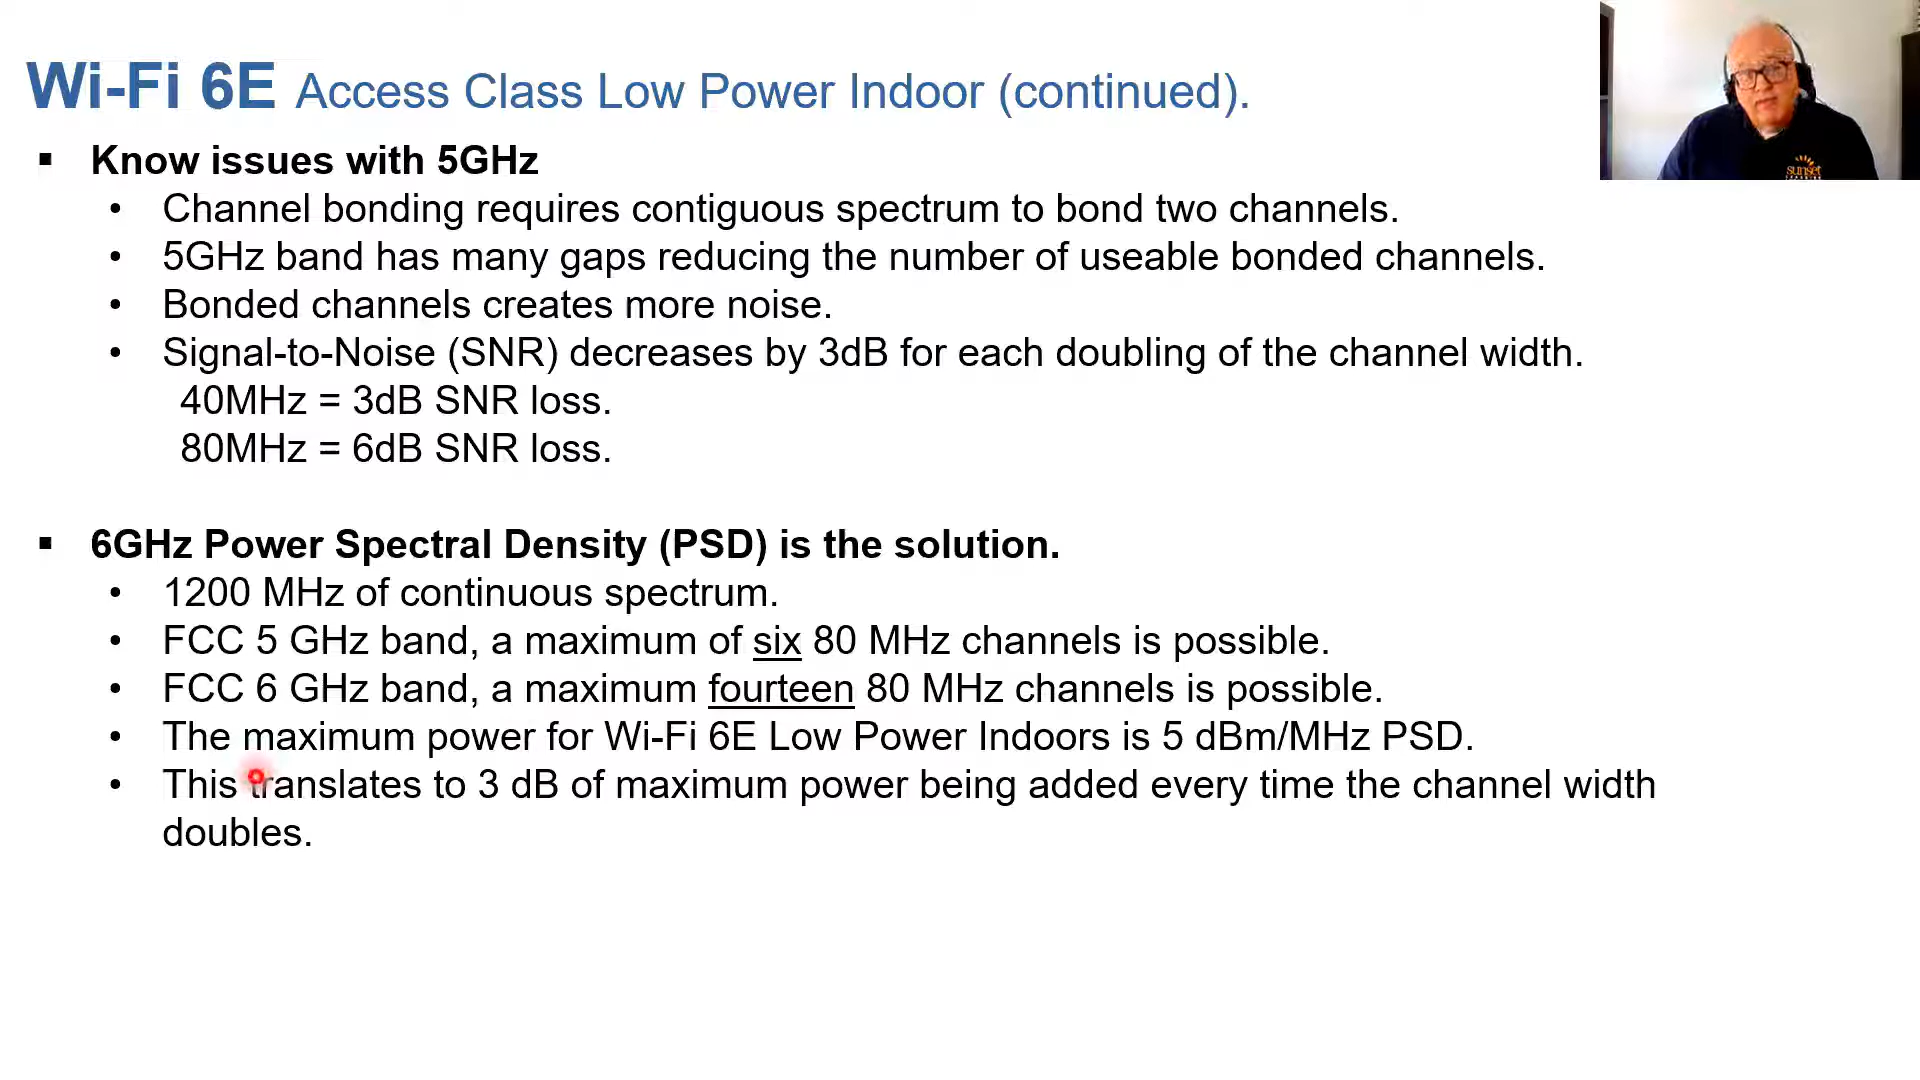 Wi-Fi 6E Access Class Low Power Indoor (continued).
▪ Know issues with 5GHz
• Channel bonding requires contiguous spectrum to bond two channels.
• 5GHz band has many gaps reducing the number of useable bonded channels.
• Bonded channels creates more noise.
• Signal-to-Noise (SNR) decreases by 3dB for each doubling of the channel width.
40MHz = 3dB SNR loss.
80MHz = 6dB SNR loss.
▪ 6GHz Power Spectral Density (PSD) is the solution.
• 1200 MHz of continuous spectrum.
• FCC 5 GHz band, a maximum of six 80 MHz channels is possible.
• FCC 6 GHz band, a maximum fourteen 80 MHz channels is possible.
• The maximum power for Wi-Fi 6E Low Power Indoors is 5 dBm/MHz PSD.
• This translates to 3 dB of maximum power being added every time the channel width
doubles.
sunset